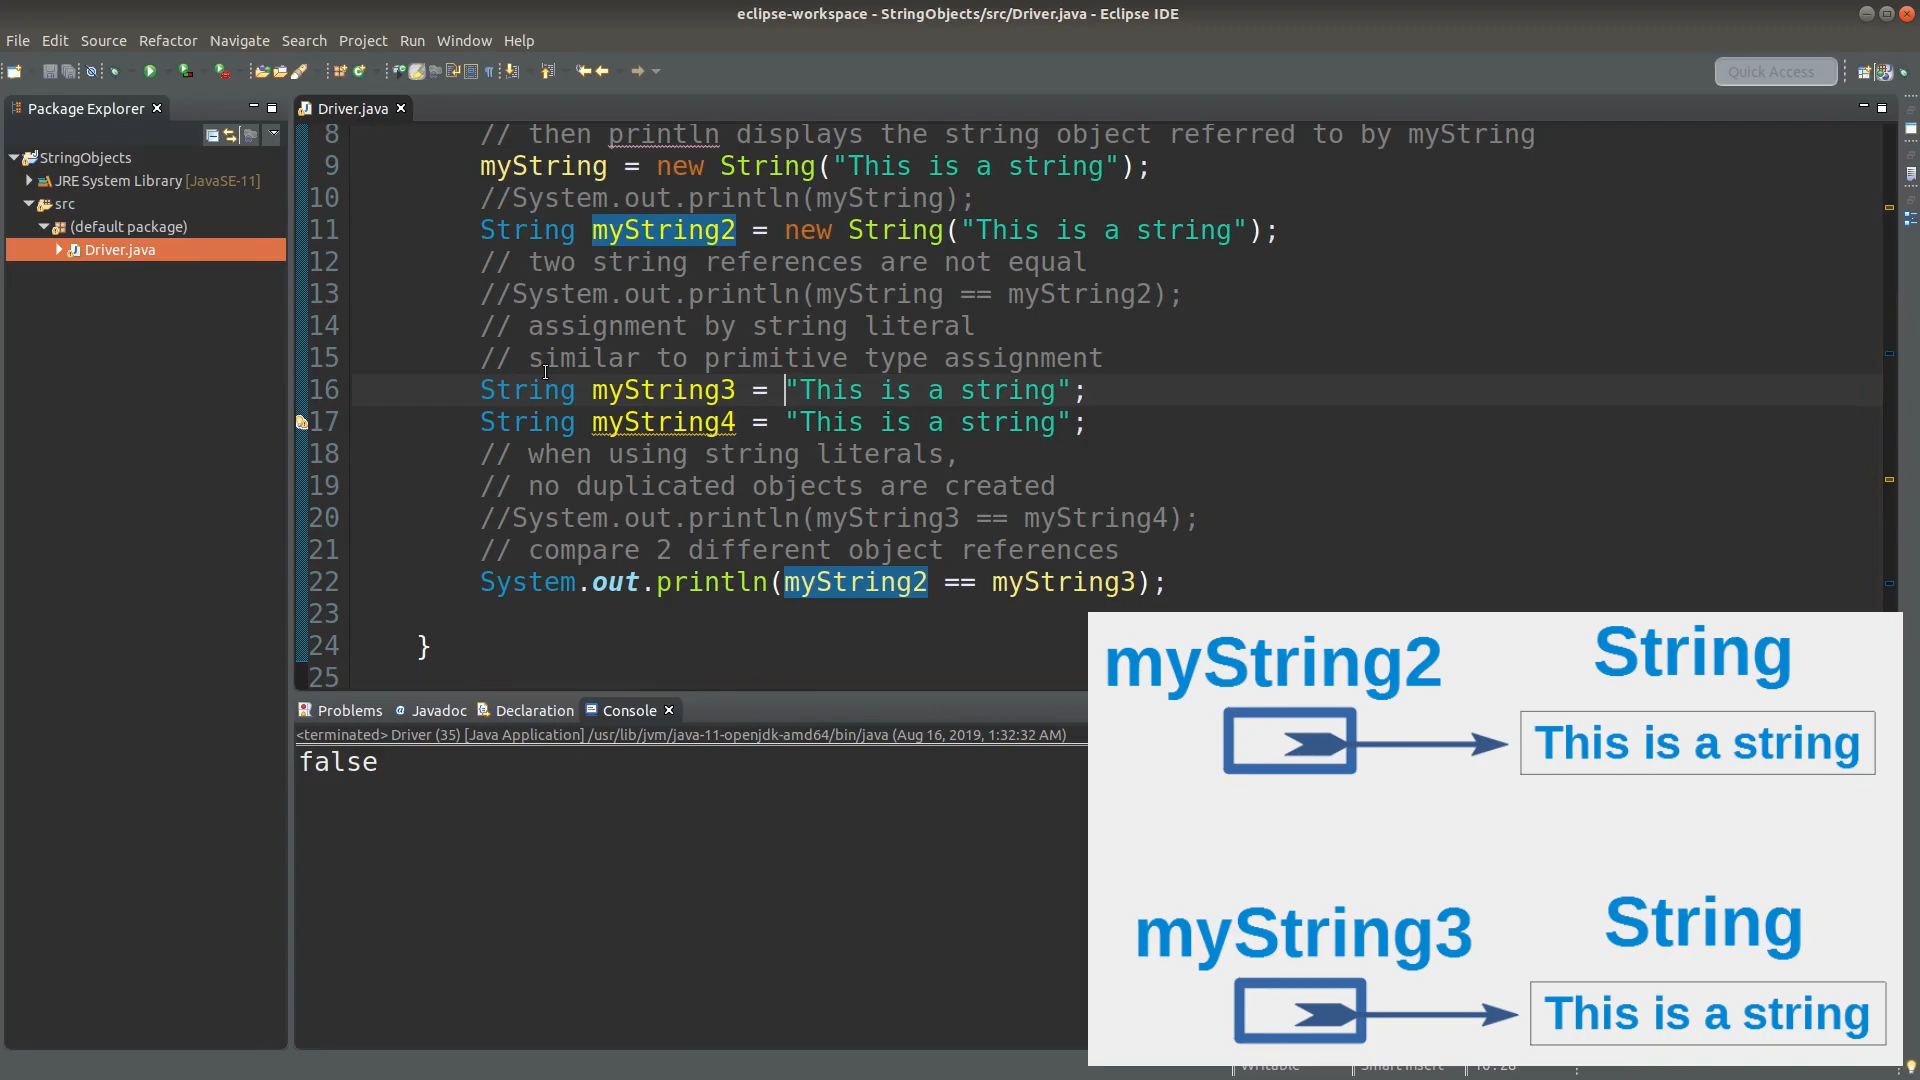 eclipse-workspace - StringObjects/src/Driver.java - Eclipse IDE
File Edit Source Refactor Navigate Search Project Run Window Help
Quick Access
Package Explorer
StringObjects
JRE System Library [JavaSE-11]
src
(default package)
Driver.java
Driver.java
8 // then println displays the string object referred to by myString
9 myString = new String("This is a string");
10 //System.out.println(myString);
11 String myString2 = new String("This is a string");
12 // two string references are not equal
13 //System.out.println(myString == myString2);
14 // assignment by string literal
15 // similar to primitive type assignment
16 String myString3 = "This is a string";
17 String myString4 = "This is a string";
18 // when using string literals,
19 // no duplicated objects are created
20 //System.out.println(myString3 == myString4);
21 // compare 2 different object references
22 System.out.println(myString2 == myString3);
23
24 }
25
Problems Javadoc Declaration Console
<terminated> Driver (35) [Java Application] /usr/lib/jvm/java-11-openjdk-amd64/bin/java (Aug 16, 2019, 1:32:32 AM)
false
myString2 String
This is a string
myString3 String
This is a string